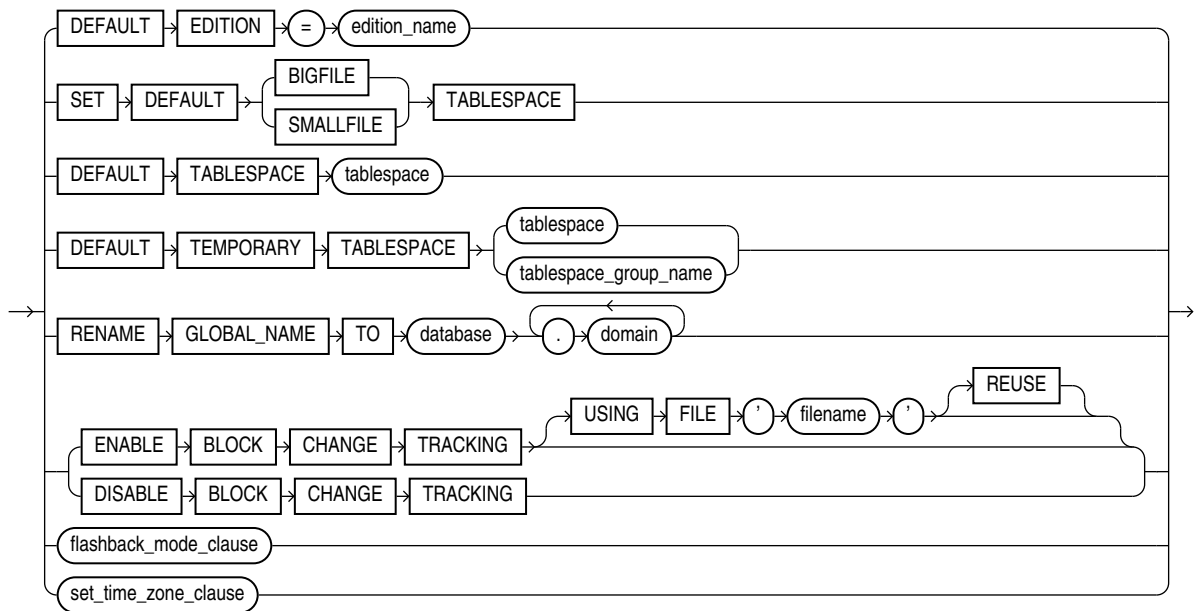 DEFAULT EDITION = edition_name
SET DEFAULT BIGFILE SMALLFILE TABLESPACE
DEFAULT TABLESPACE tablespace
DEFAULT TEMPORARY TABLESPACE tablespace tablespace_group_name
RENAME GLOBAL_NAME TO database . domain
ENABLE BLOCK CHANGE TRACKING USING FILE ’ filename ’ REUSE
DISABLE BLOCK CHANGE TRACKING
flashback_mode_clause
set_time_zone_clause